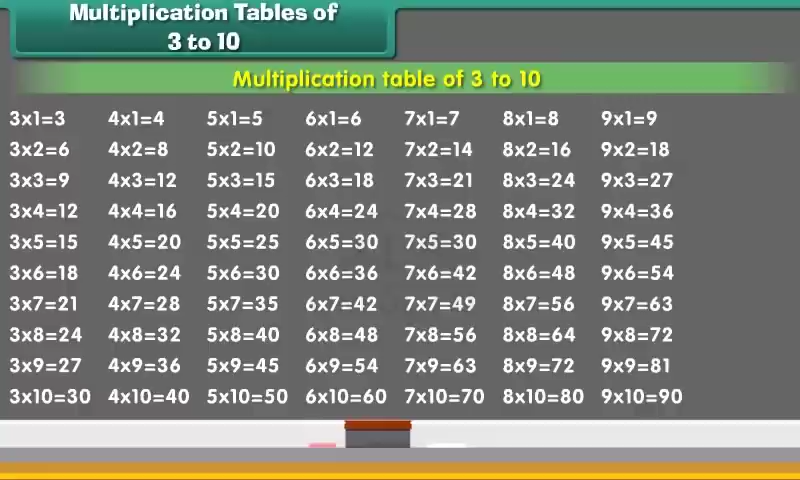 Multiplication Tables of
3 to 10
Multiplication table of 3 to 10
3x1=3 4x1=4 5x1=5 6x1=6 7x1=7 8x1=8 9x1=9
3x2=6 4x2=8 5x2=10 6x2=12 7x2=14 8x2=16 9x2=18
3x3=9 4x3=12 5x3=15 6x3=18 7x3=21 8x3=24 9x3=27
3x4=12 4x4=16 5x4=20 6x4=24 7x4=28 8x4=32 9x4=36
3x5=15 4x5=20 5x5=25 6x5=30 7x5=30 8x5=40 9x5=45
3x6=18 4x6=24 5x6=30 6x6=36 7x6=42 8x6=48 9x6=54
3x7=21 4x7=28 5x7=35 6x7=42 7x7=49 8x7=56 9x7=63
3x8=24 4x8=32 5x8=40 6x8=48 7x8=56 8x8=64 9x8=72
3x9=27 4x9=36 5x9=45 6x9=54 7x9=63 8x9=72 9x9=81
3x10=30 4x10=40 5x10=50 6x10=60 7x10=70 8x10=80 9x10=90